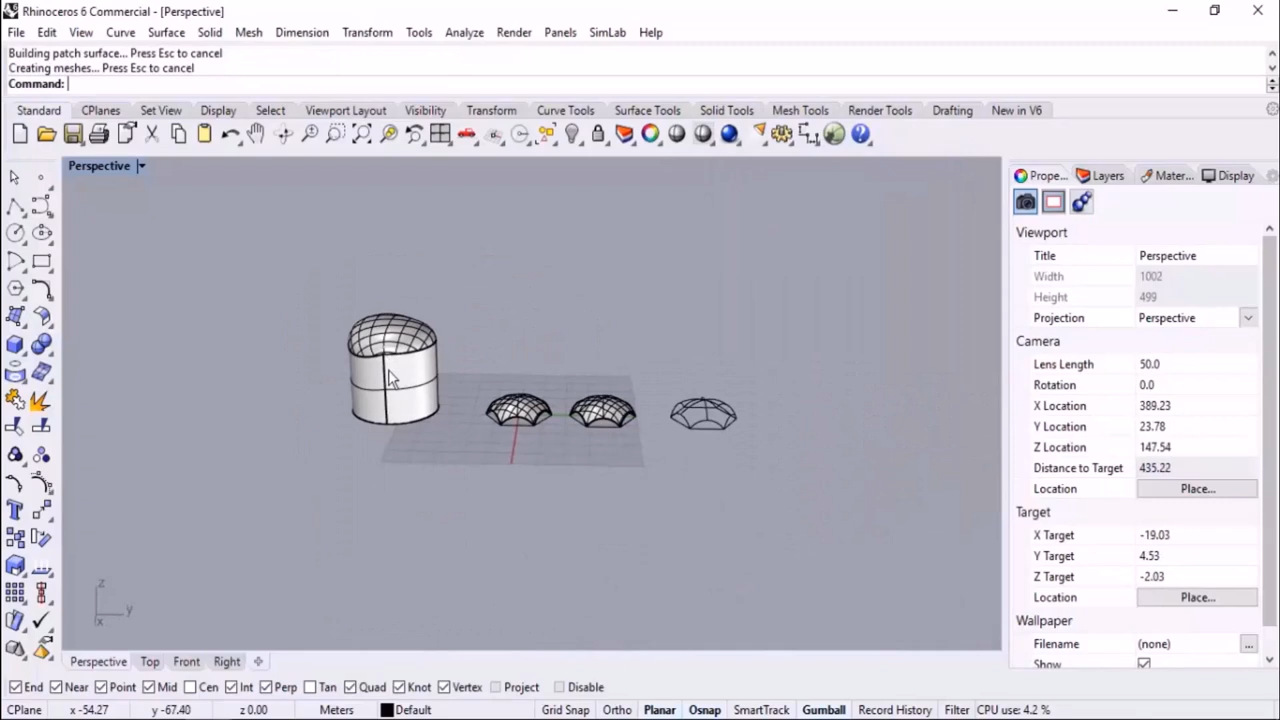 Rhinoceros 6 Commercial - [Perspective]
File Edit View Curve Surface Solid Mesh Dimension Transform Tools Analyze Render Panels SimLab Help
Building patch surface... Press Esc to cancel
Creating meshes... Press Esc to cancel
Command:
Standard CPlanes Set View Display Select Viewport Layout Visibility Transform Curve Tools Surface Tools Solid Tools Mesh Tools Render Tools Drafting New in V6
Perspective
Prope... Layers Mater... Display
Viewport
Title Perspective
Width 1002
Height 499
Projection Perspective
Camera
Lens Length 50.0
Rotation 0.0
X Location 389.23
Y Location 23.78
Z Location 147.54
Distance to Target 435.22
Location Place...
Target
X Target -19.03
Y Target 4.53
Z Target -2.03
Location Place...
Wallpaper
Filename (none) ...
Show
z
y
x
Perspective Top Front Right
End Near Point Mid Cen Int Perp Tan Quad Knot Vertex Project Disable
CPlane x -54.27 y -67.40 z 0.00 Meters Default Grid Snap Ortho Planar Osnap SmartTrack Gumball Record History Filter CPU use: 4.2 %